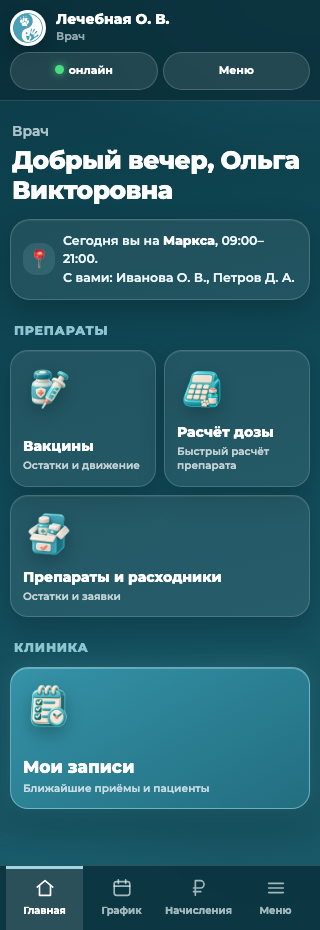 Лечебная О. В.
Врач
онлайн
Меню
Врач
Добрый вечер, Ольга
Викторовна
Сегодня вы на Маркса, 09:00–
21:00.
С вами: Иванова О. В., Петров Д. А.
ПРЕПАРАТЫ
Вакцины
Остатки и движение
Расчёт дозы
Быстрый расчёт
препарата
Препараты и расходники
Остатки и заявки
КЛИНИКА
Мои записи
Ближайшие приёмы и пациенты
Главная
График
Начисления
Меню